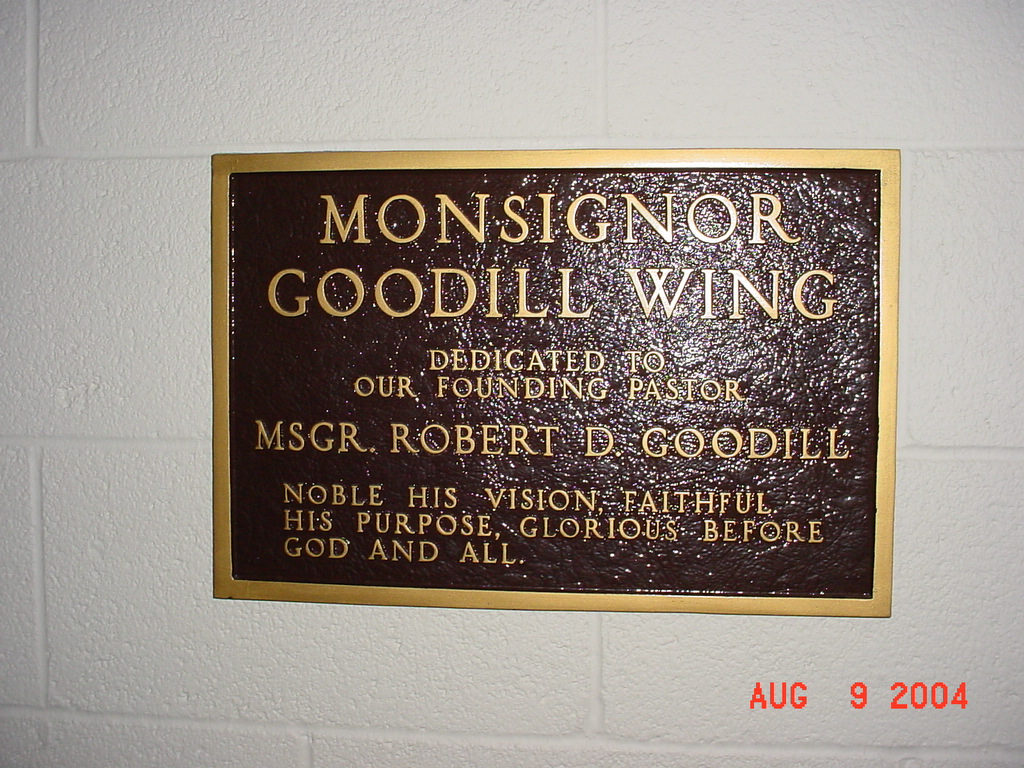 MONSIGNOR
GOODILL WING
DEDICATED TO
OUR FOUNDING PASTOR
MSGR. ROBERT D. GOODILL
NOBLE HIS VISION, FAITHFUL
HIS PURPOSE, GLORIOUS BEFORE
GOD AND ALL.
AUG 9 2004